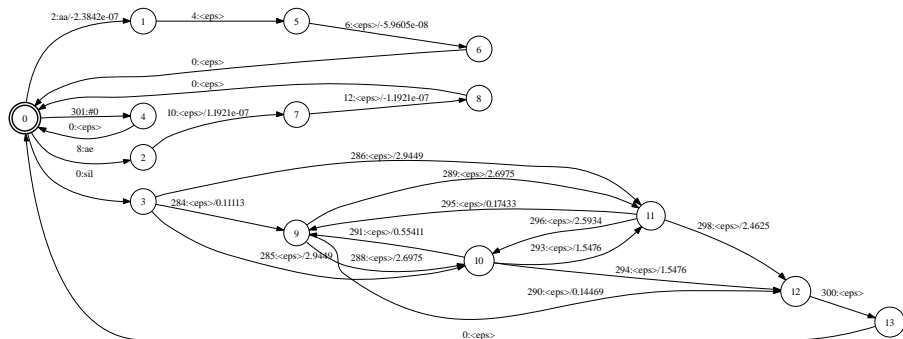 2:aa/-2.3842e-07
1
4:<eps>
5
6:<eps>/-5.9605e-08
6
0:<eps>
0:<eps>
0
301:#0
4
10:<eps>/1.1921e-07
7
12:<eps>/-1.1921e-07
8
0:<eps>
8:ae
2
0:sil
286:<eps>/2.9449
289:<eps>/2.6975
3
284:<eps>/0.11113
295:<eps>/0.17433
11
9
296:<eps>/2.5934
298:<eps>/2.4625
291:<eps>/0.55411
293:<eps>/1.5476
285:<eps>/2.9449
288:<eps>/2.6975
10
294:<eps>/1.5476
290:<eps>/0.14469
12
300:<eps>
13
0:<eps>